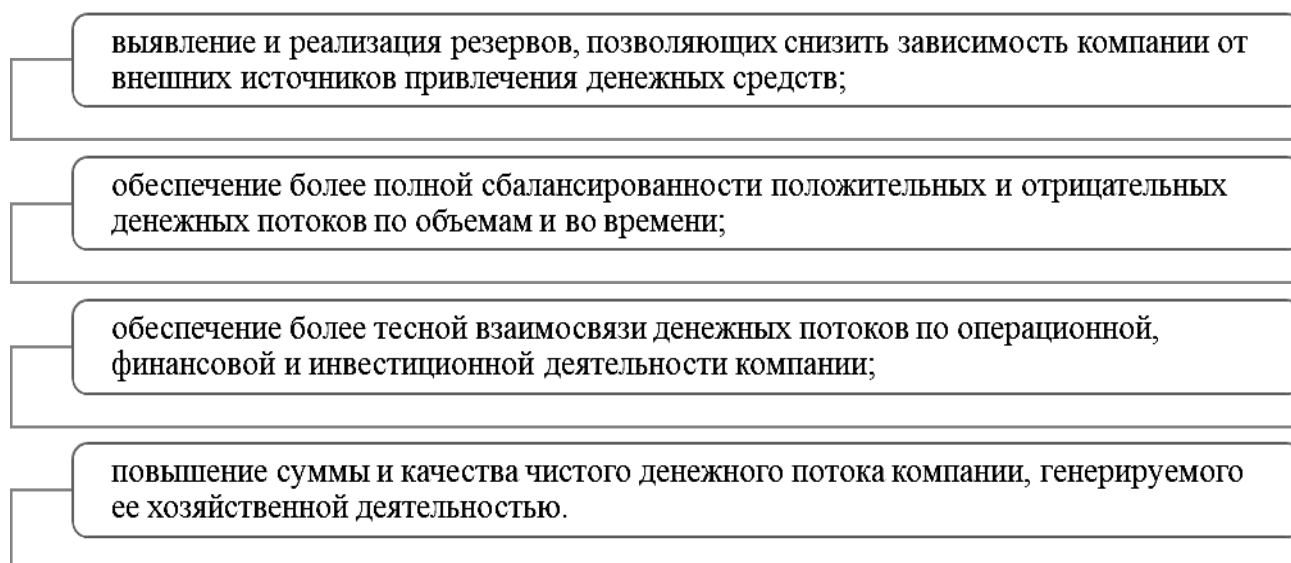 выявление и реализация резервов, позволяющих снизить зависимость компании от
внешних источников привлечения денежных средств;
обеспечение более полной сбалансированности положительных и отрицательных
денежных потоков по объемам и во времени;
обеспечение более тесной взаимосвязи денежных потоков по операционной,
финансовой и инвестиционной деятельности компании;
повышение суммы и качества чистого денежного потока компании, генерируемого
ее хозяйственной деятельностью.